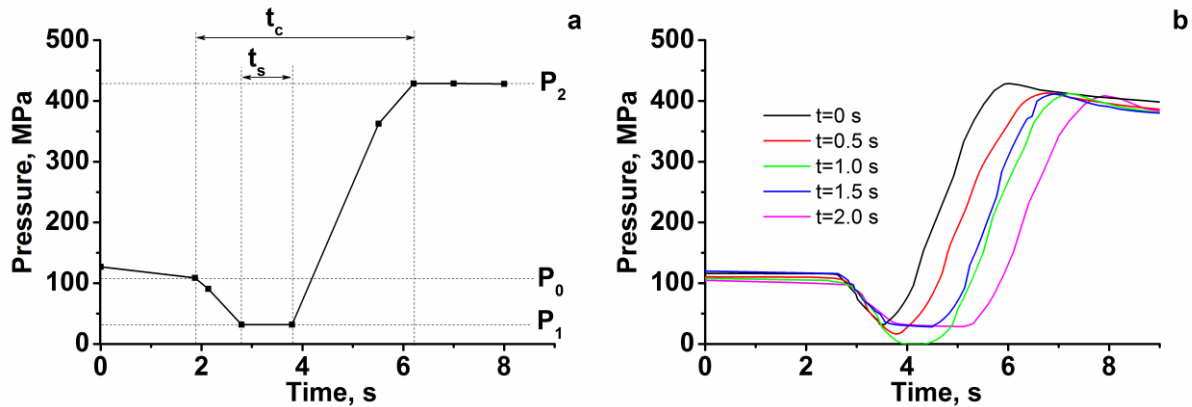 a
t_c
t_s
500
400
300
200
100
0
Pressure, MPa
P_2
P_0
P_1
0 2 4 6 8
Time, s
b
500
400
300
200
100
0
Pressure, MPa
t=0 s
t=0.5 s
t=1.0 s
t=1.5 s
t=2.0 s
0 2 4 6 8
Time, s